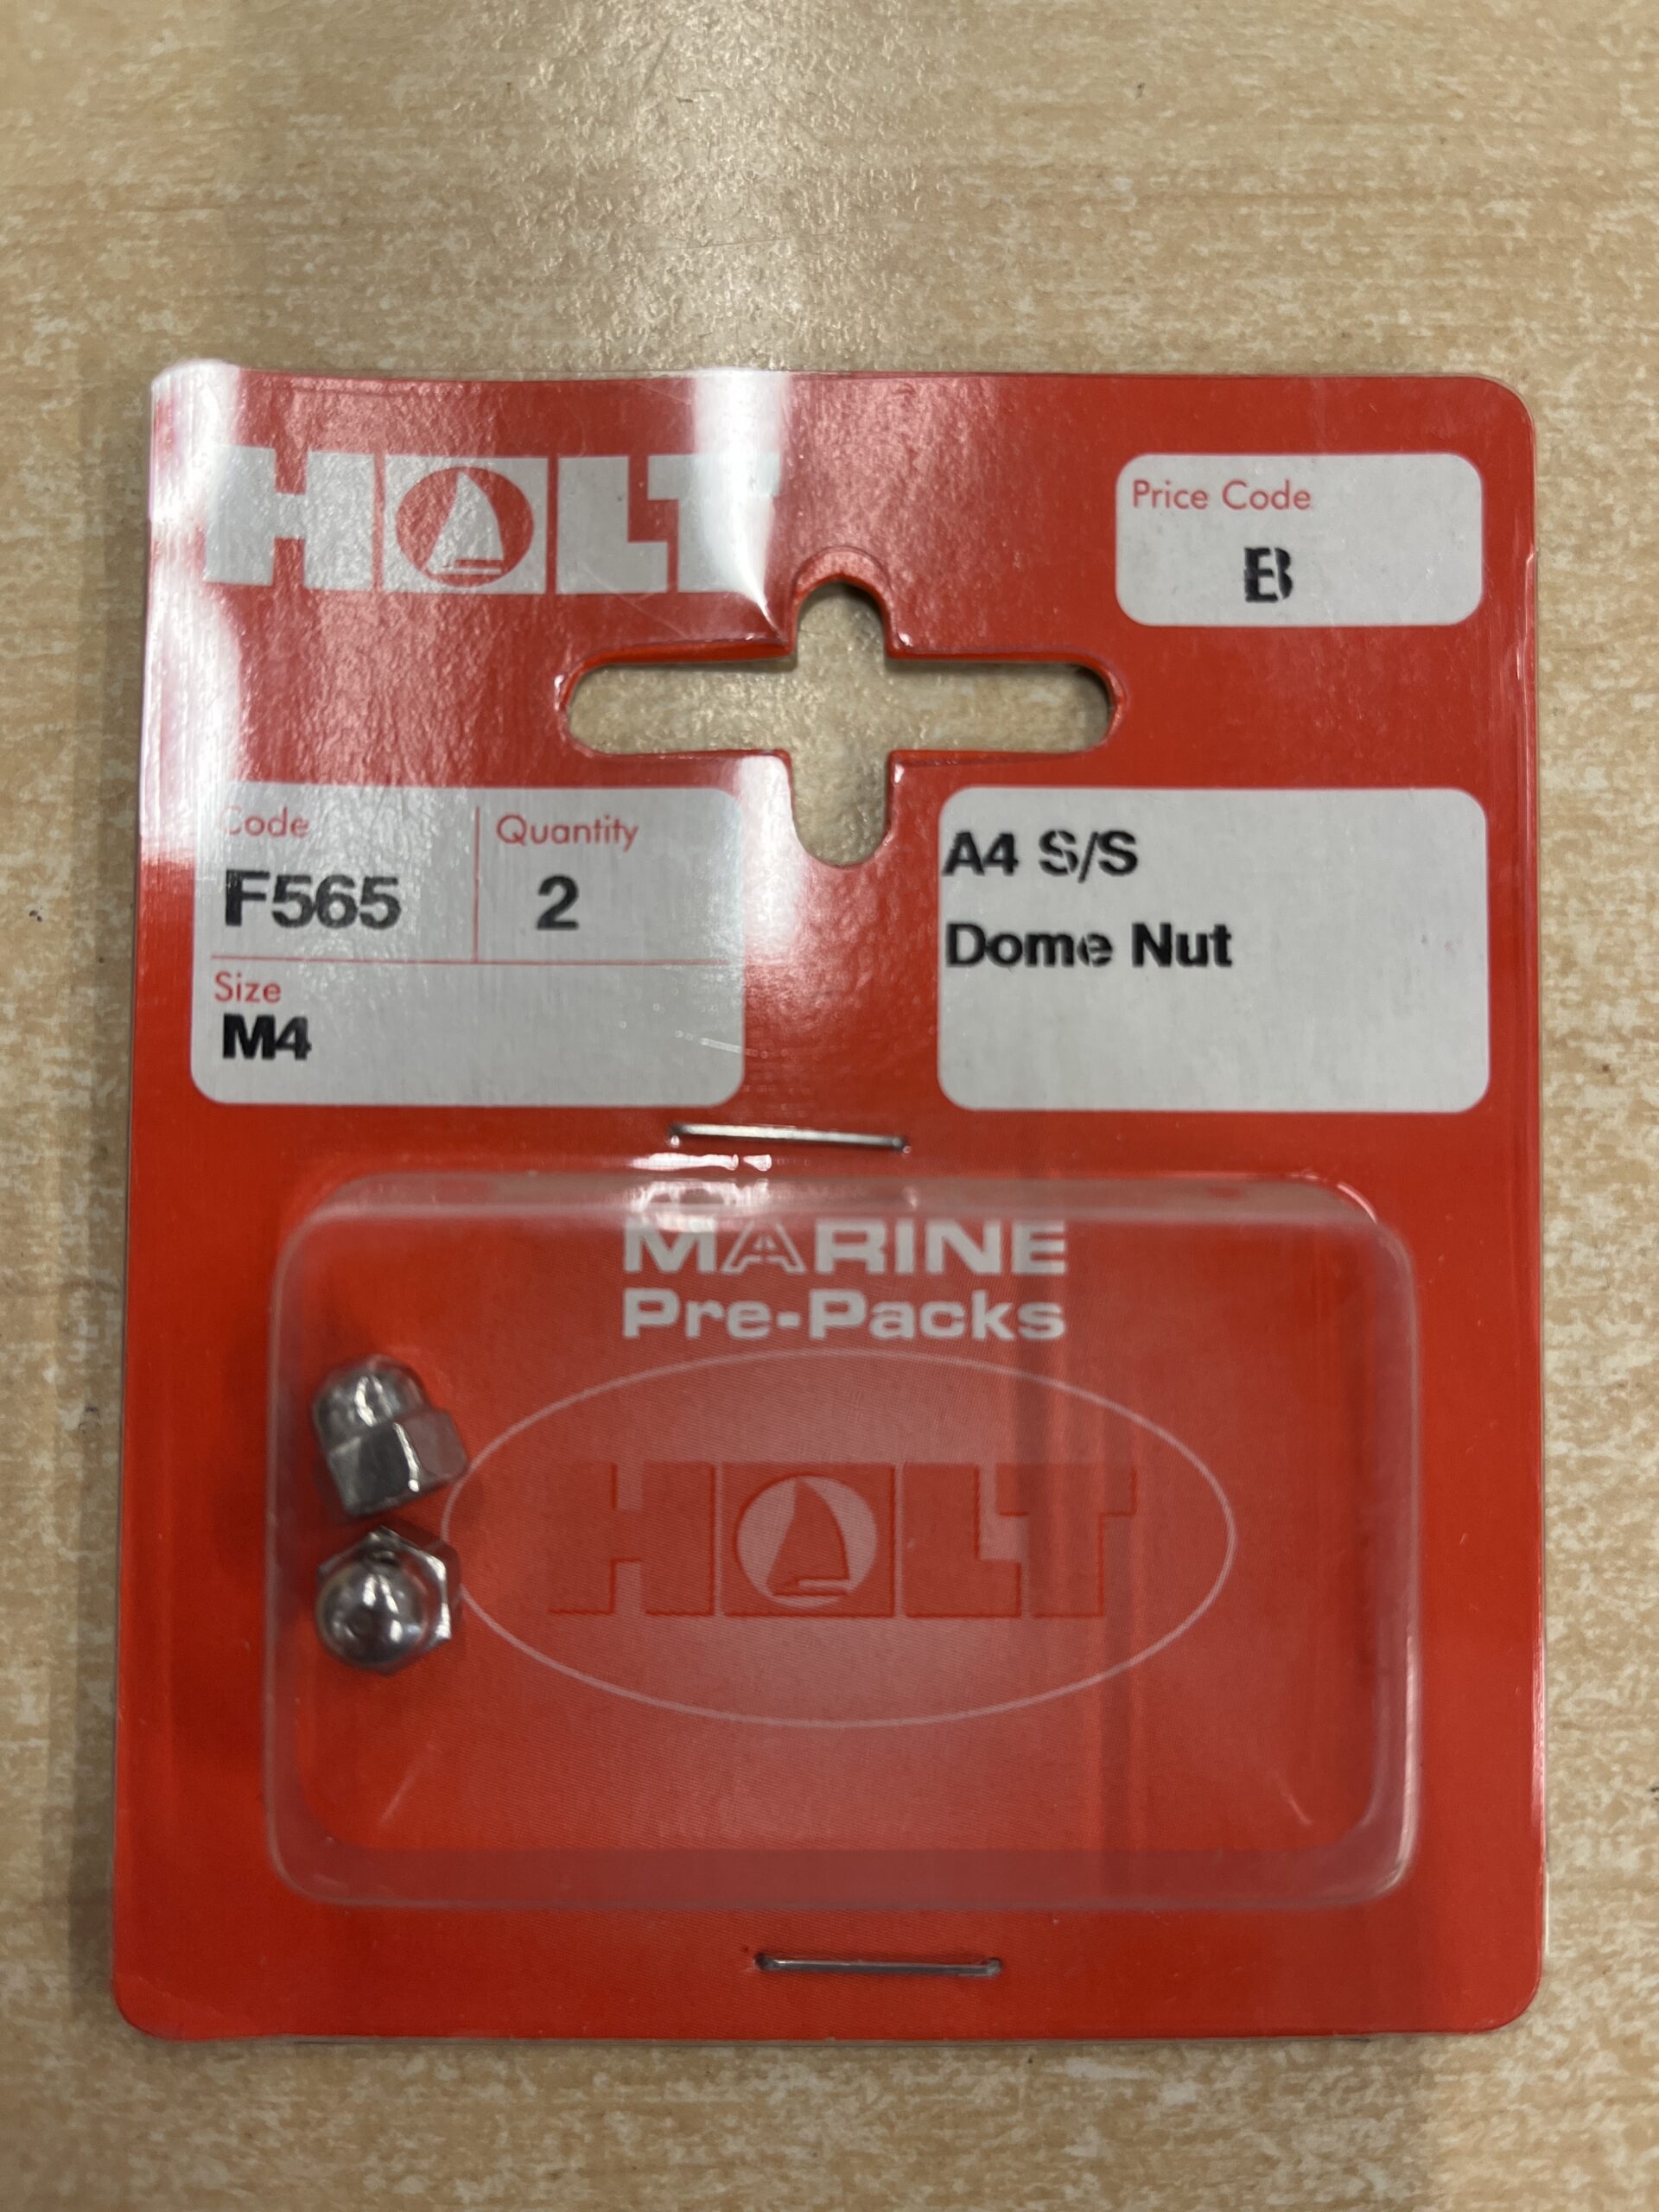 HOLT
Price Code
B
Code
F565
Quantity
2
Size
M4
A4 S/S
Dome Nut
MARINE
Pre-Packs
HOLT